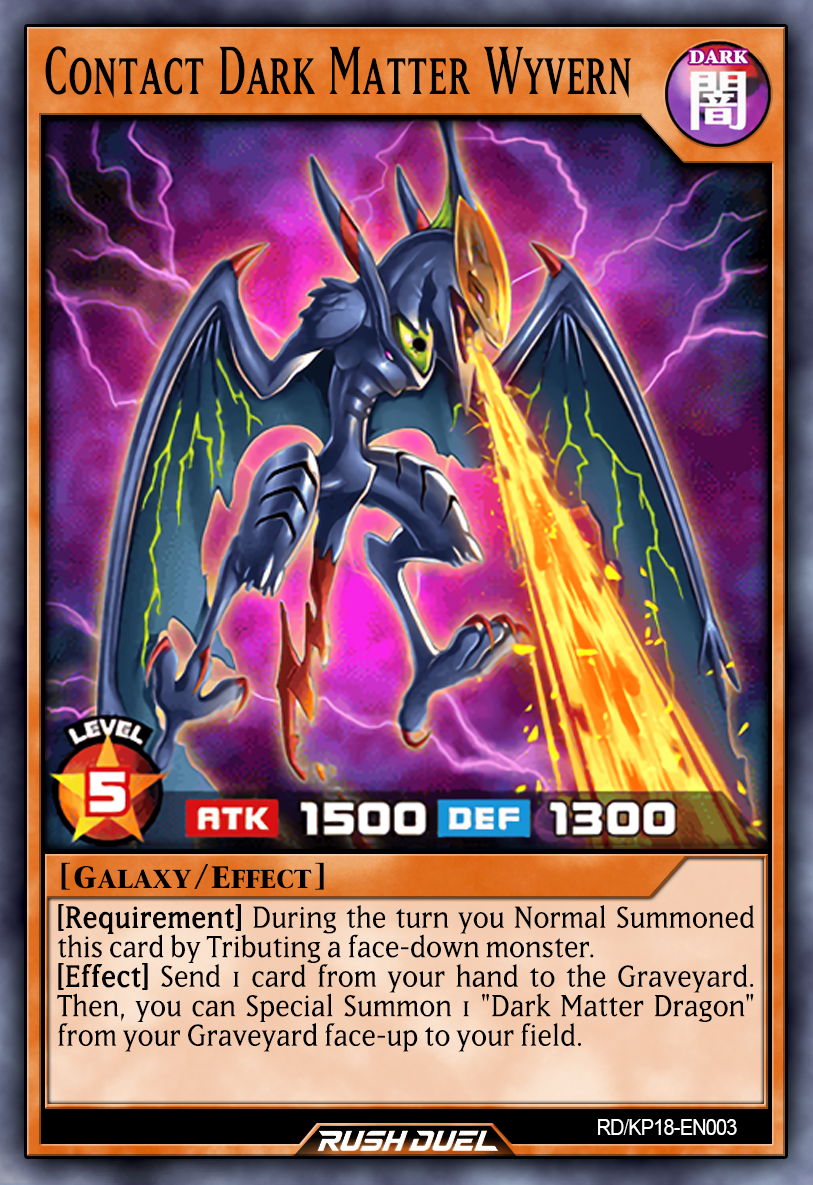 Contact Dark Matter Wyvern
DARK
闇
LEVEL
5
ATK 1500 DEF 1300
[Galaxy/Effect]
[Requirement] During the turn you Normal Summoned
this card by Tributing a face-down monster.
[Effect] Send 1 card from your hand to the Graveyard.
Then, you can Special Summon 1 "Dark Matter Dragon"
from your Graveyard face-up to your field.
RUSH DUEL
RD/KP18-EN003